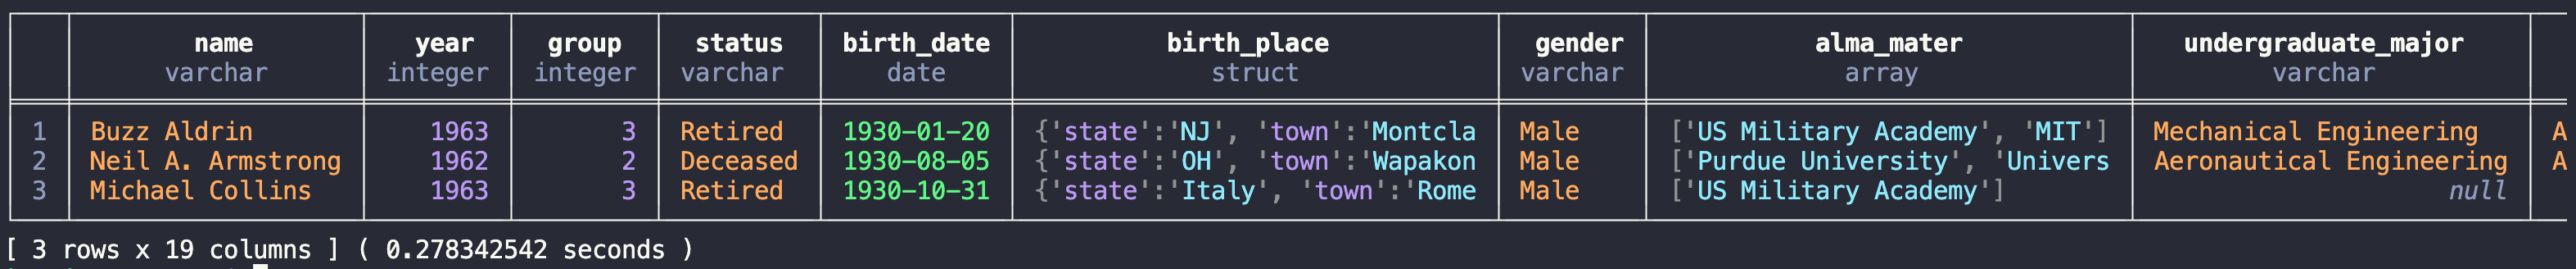 name year group status birth_date birth_place gender alma_mater undergraduate_major
varchar integer integer varchar date struct varchar array varchar
1 Buzz Aldrin 1963 3 Retired 1930-01-20 {'state':'NJ', 'town':'Montcla Male ['US Military Academy', 'MIT'] Mechanical Engineering A
2 Neil A. Armstrong 1962 2 Deceased 1930-08-05 {'state':'OH', 'town':'Wapakon Male ['Purdue University', 'Univers Aeronautical Engineering A
3 Michael Collins 1963 3 Retired 1930-10-31 {'state':'Italy', 'town':'Rome Male ['US Military Academy'] null
[ 3 rows x 19 columns ] ( 0.278342542 seconds )